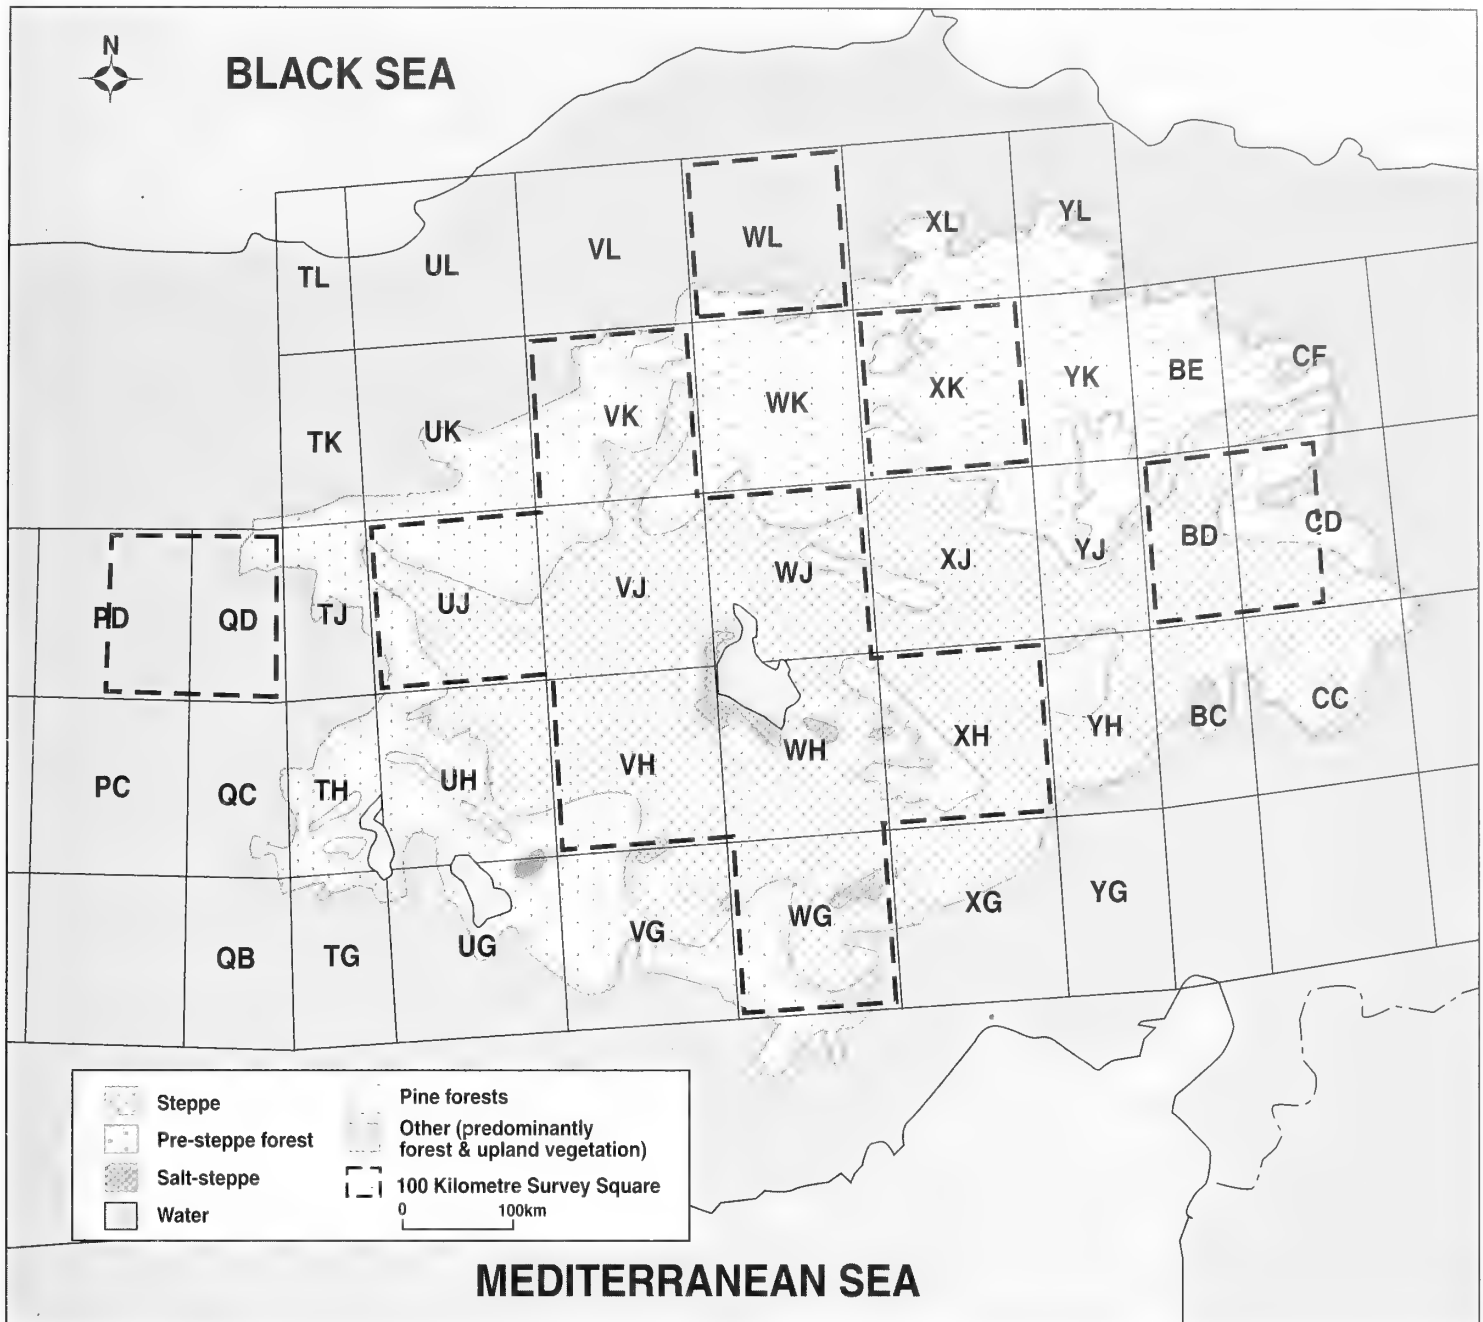 N
BLACK SEA
TL
UL
VL
WL
XL
YL
TK
UK
VK
WK
XK
YK
BE
CF
PD
QD
TJ
UJ
VJ
WJ
XJ
YJ
BD
CD
PC
QC
TH
UH
VH
WH
XH
YH
BC
CC
QB
TG
UG
VG
WG
XG
YG
Steppe
Pre-steppe forest
Salt-steppe
Water
Pine forests
Other (predominantly
forest & upland vegetation)
100 Kilometre Survey Square
0 100km
MEDITERRANEAN SEA